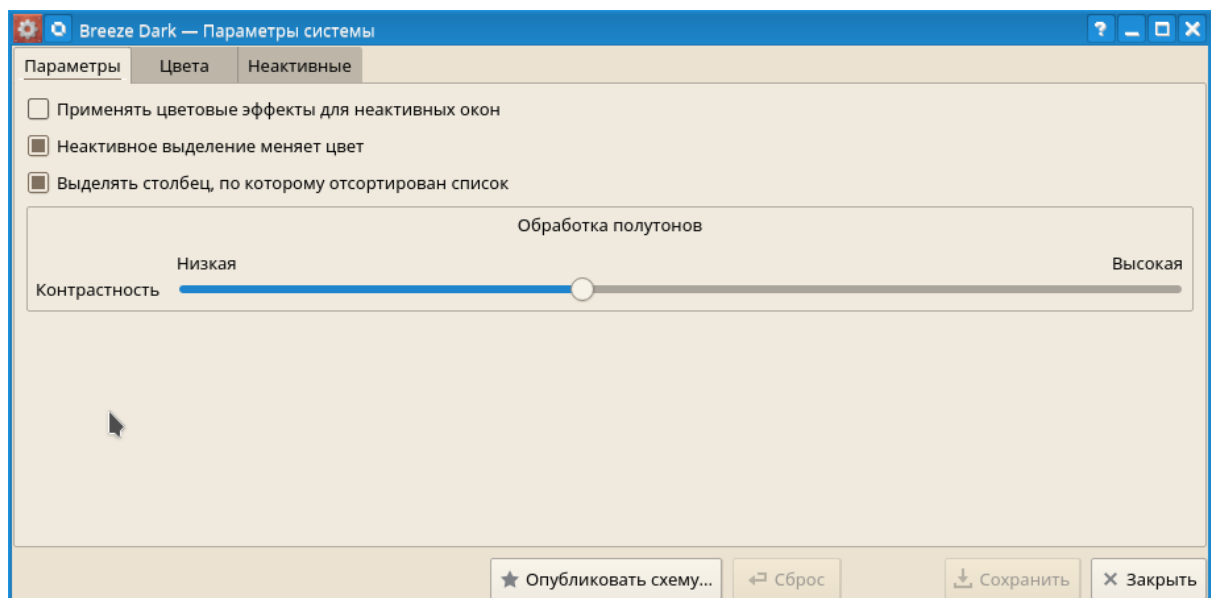 Breeze Dark — Параметры системы
Параметры Цвета Неактивные
Применять цветовые эффекты для неактивных окон
Неактивное выделение меняет цвет
Выделять столбец, по которому отсортирован список
Обработка полутонов
Низкая Высокая
Контрастность
Опубликовать схему... Сброс Сохранить Закрыть